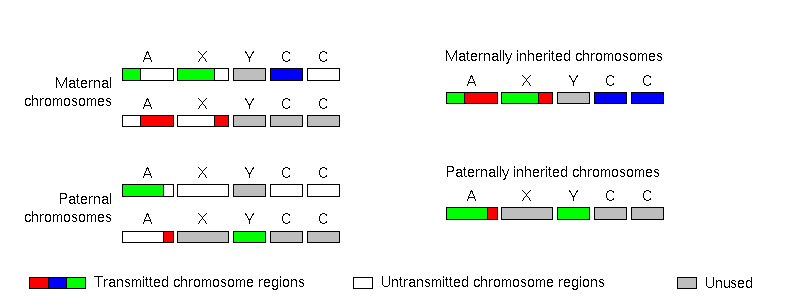 A X Y C C
Maternal
chromosomes
A X Y C C
Maternally inherited chromosomes
A X Y C C
A X Y C C
Paternal
chromosomes
A X Y C C
Paternally inherited chromosomes
A X Y C C
Transmitted chromosome regions
Untransmitted chromosome regions
Unused